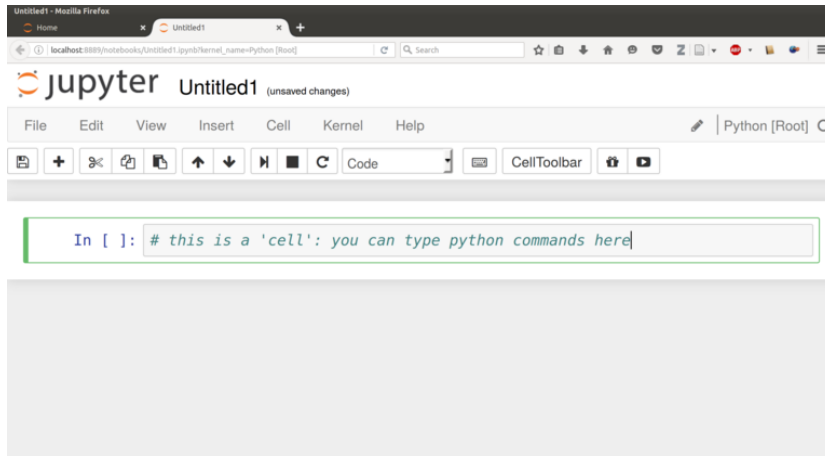 Untitled1 - Mozilla Firefox
Home × Untitled1 × +
localhost:8889/notebooks/Untitled1.ipynb?kernel_name=Python [Root] Search
jupyter Untitled1 (unsaved changes)
File Edit View Insert Cell Kernel Help Python [Root]
Code CellToolbar
In [ ]: # this is a 'cell': you can type python commands here